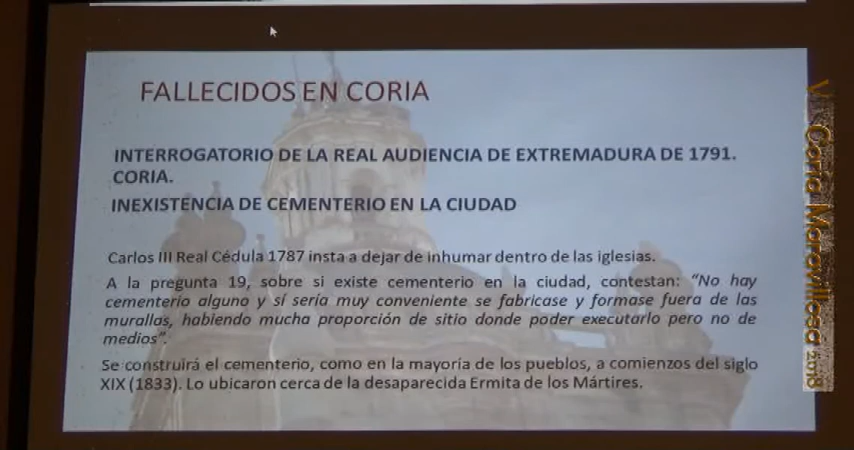 FALLECIDOS EN CORIA
INTERROGATORIO DE LA REAL AUDIENCIA DE EXTREMADURA DE 1791.
CORIA.
INEXISTENCIA DE CEMENTERIO EN LA CIUDAD
Carlos III Real Cédula 1787 insta a dejar de inhumar dentro de las iglesias.
A la pregunta 19, sobre si existe cementerio en la ciudad, contestan: “No hay
cementerio alguno y sí sería muy conveniente se fabricase y formase fuera de las
murallas, habiendo mucha proporción de sitio donde poder executarlo pero no de
medios”.
Se construirá el cementerio, como en la mayoría de los pueblos, a comienzos del siglo
XIX (1833). Lo ubicaron cerca de la desaparecida Ermita de los Mártires.
Coria Maravillosa 2018